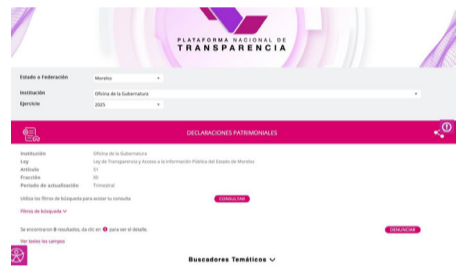 PLATAFORMA NACIONAL DE
TRANSPARENCIA
Estado o Federación Morelos
Institución Oficina de la Gubernatura
Ejercicio 2025
DECLARACIONES PATRIMONIALES
Institución Oficina de la Gubernatura
Ley Ley de Transparencia y Acceso a la Información Pública del Estado de Morelos
Artículo 51
Fracción XII
Periodo de actualización Trimestral
Utiliza los filtros de búsqueda para acotar tu consulta CONSULTAR
Filtros de búsqueda
Se encontraron 0 resultados, da clic en para ver el detalle. DENUNCIAR
Ver todos los campos
Buscadores Temáticos